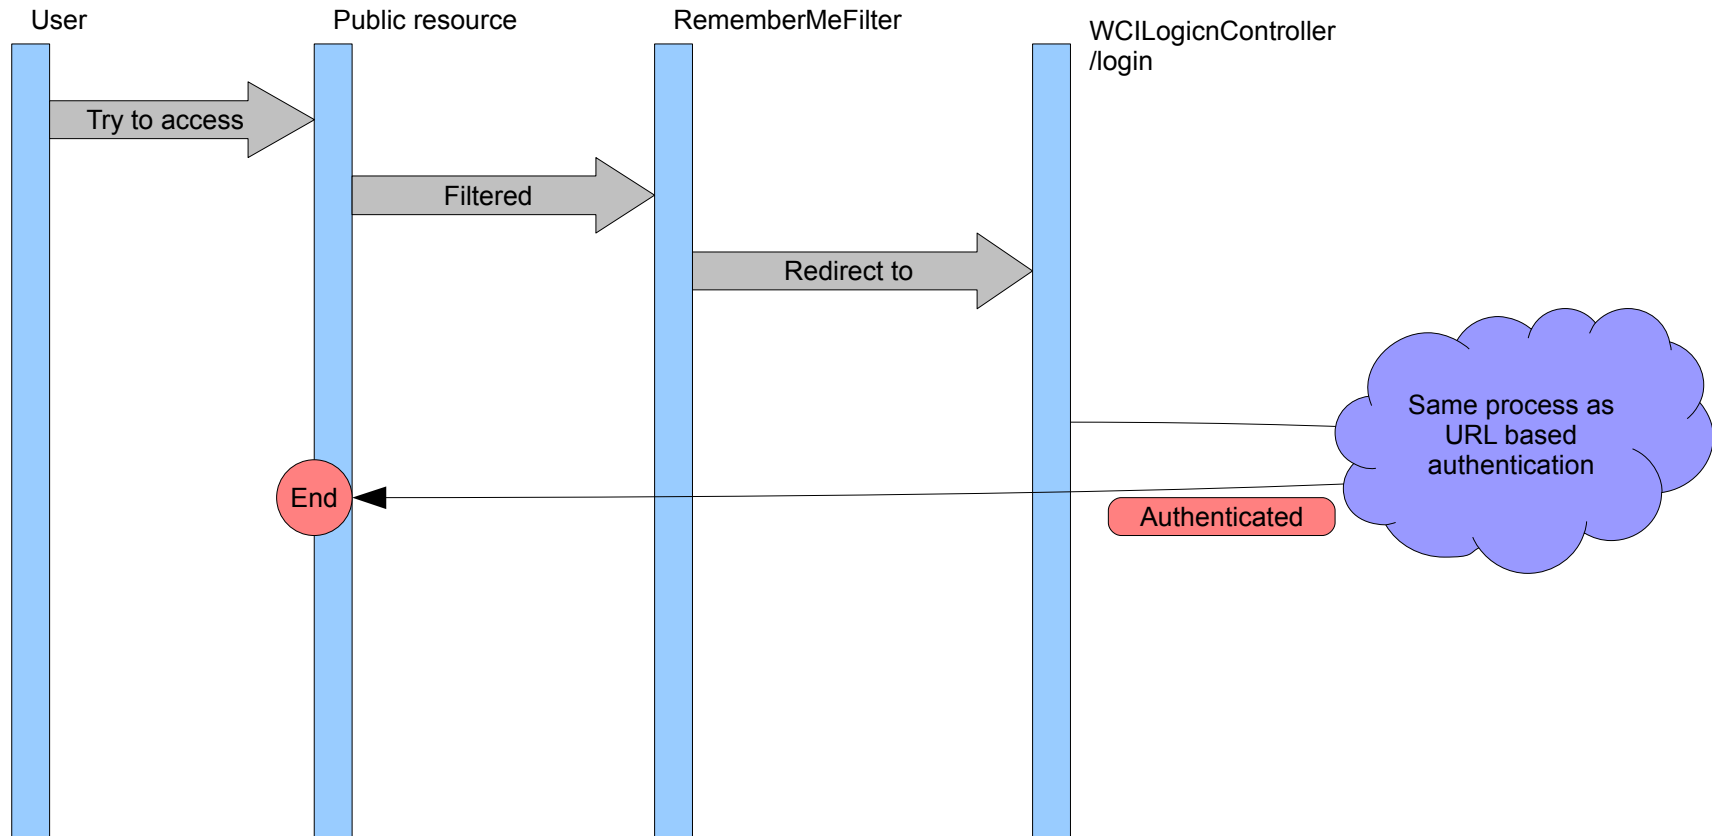 User
Public resource
RememberMeFilter
WCILogicnController
/login
Try to access
Filtered
Redirect to
Same process as
URL based
authentication
End
Authenticated